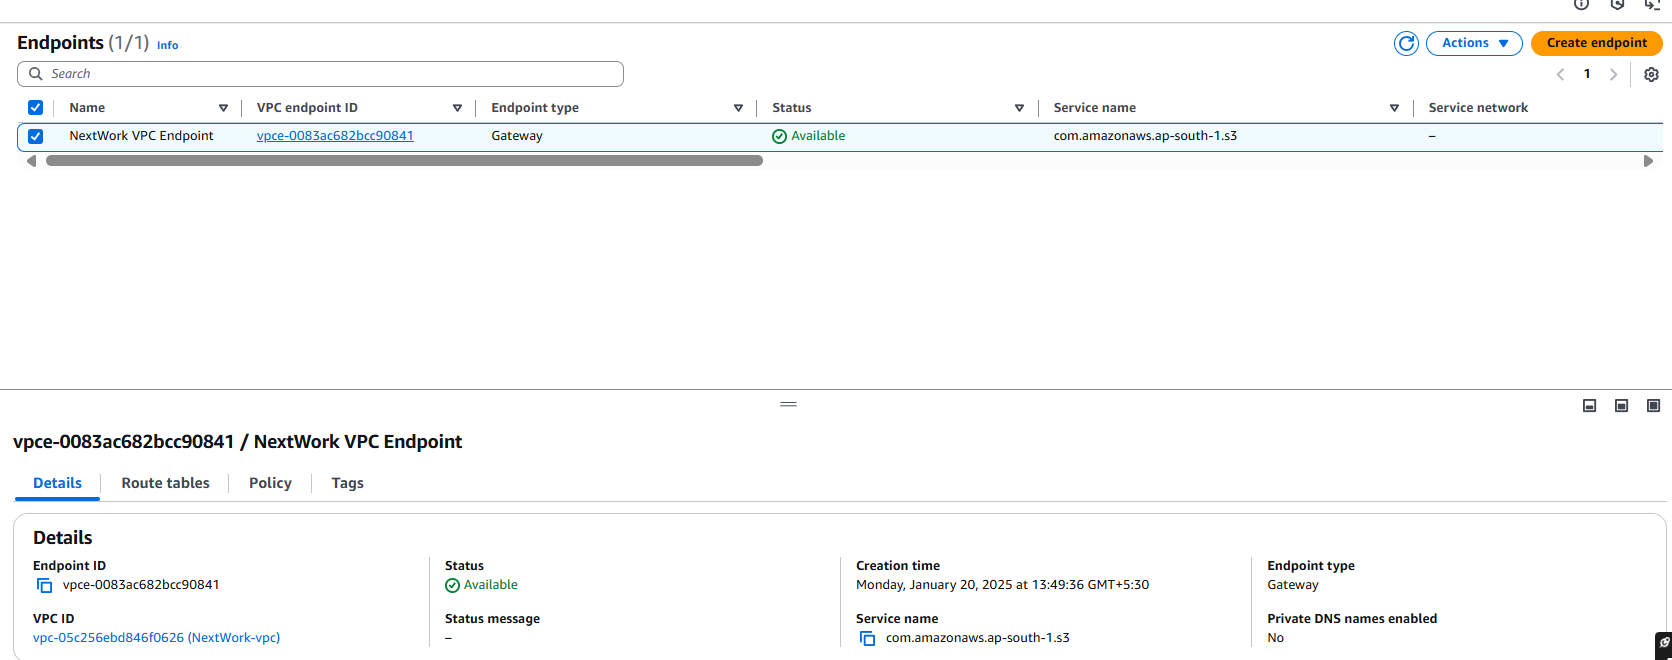 Endpoints (1/1) Info
Actions
Create endpoint
Search
1
Name
VPC endpoint ID
Endpoint type
Status
Service name
Service network
NextWork VPC Endpoint
vpce-0083ac682bcc90841
Gateway
Available
com.amazonaws.ap-south-1.s3
–
vpce-0083ac682bcc90841 / NextWork VPC Endpoint
Details
Route tables
Policy
Tags
Details
Endpoint ID
vpce-0083ac682bcc90841
Status
Available
Creation time
Monday, January 20, 2025 at 13:49:36 GMT+5:30
Endpoint type
Gateway
VPC ID
vpc-05c256ebd846f0626 (NextWork-vpc)
Status message
–
Service name
com.amazonaws.ap-south-1.s3
Private DNS names enabled
No